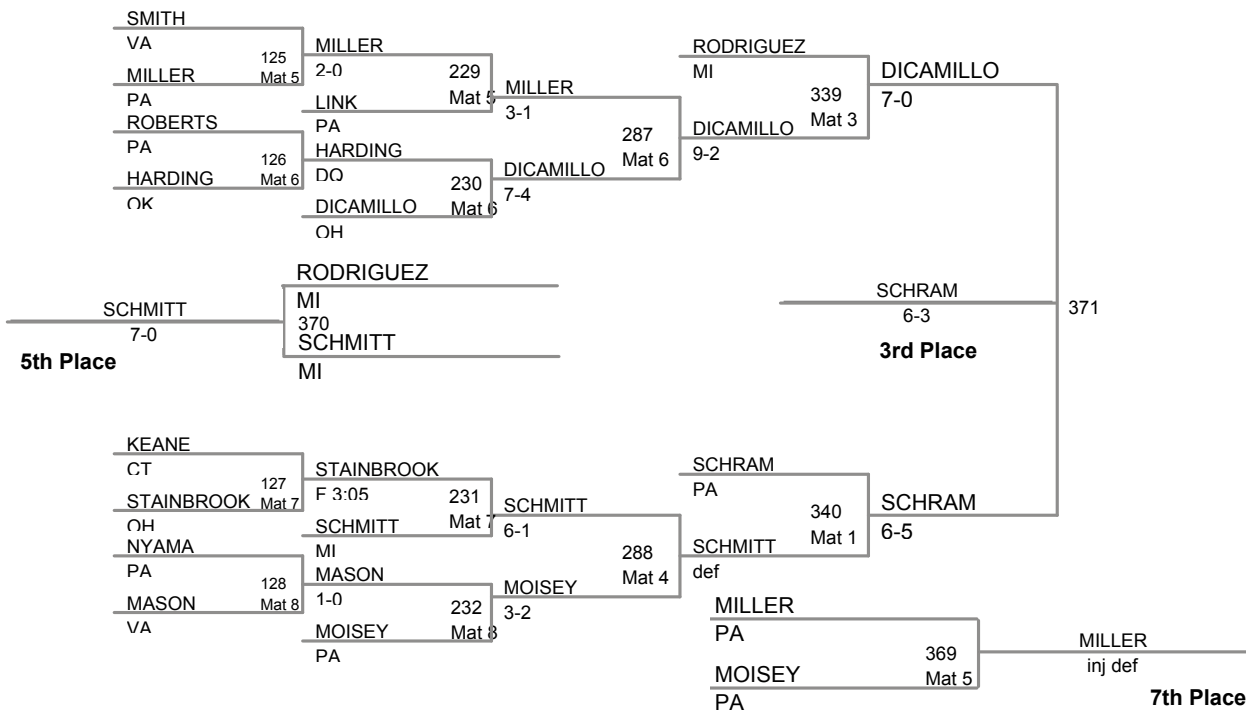 SMITH
VA
125
Mat 5
MILLER
PA
MILLER
2-0
229
Mat 5
LINK
PA
ROBERTS
PA
126
Mat 6
HARDING
OK
HARDING
DQ
230
Mat 6
DICAMILLO
OH
MILLER
3-1
287
Mat 6
DICAMILLO
7-4
RODRIGUEZ
MI
339
Mat 3
DICAMILLO
9-2
DICAMILLO
7-0
RODRIGUEZ
MI
370
SCHMITT
MI
SCHMITT
7-0
5th Place
SCHRAM
6-3
371
3rd Place
KEANE
CT
127
Mat 7
STAINBROOK
OH
STAINBROOK
F 3:05
231
Mat 7
SCHMITT
MI
NYAMA
PA
128
Mat 8
MASON
VA
MASON
1-0
232
Mat 8
MOISEY
PA
SCHMITT
6-1
288
Mat 4
MOISEY
3-2
SCHRAM
PA
340
Mat 1
SCHMITT
def
SCHRAM
6-5
MILLER
PA
369
Mat 5
MOISEY
PA
MILLER
inj def
7th Place